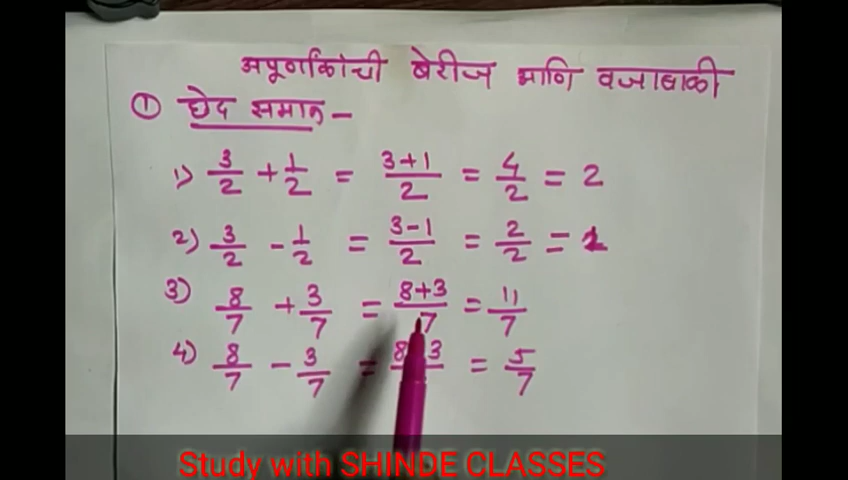 अपूर्णांकांची बेरीज आणि वजाबाकी
① छेद समान -
1) 3/2 + 1/2 = 3+1/2 = 4/2 = 2
2) 3/2 - 1/2 = 3-1/2 = 2/2 = 1
3) 8/7 + 3/7 = 8+3/7 = 11/7
4) 8/7 - 3/7 = 8-3/ = 5/7
Study with SHINDE CLASSES